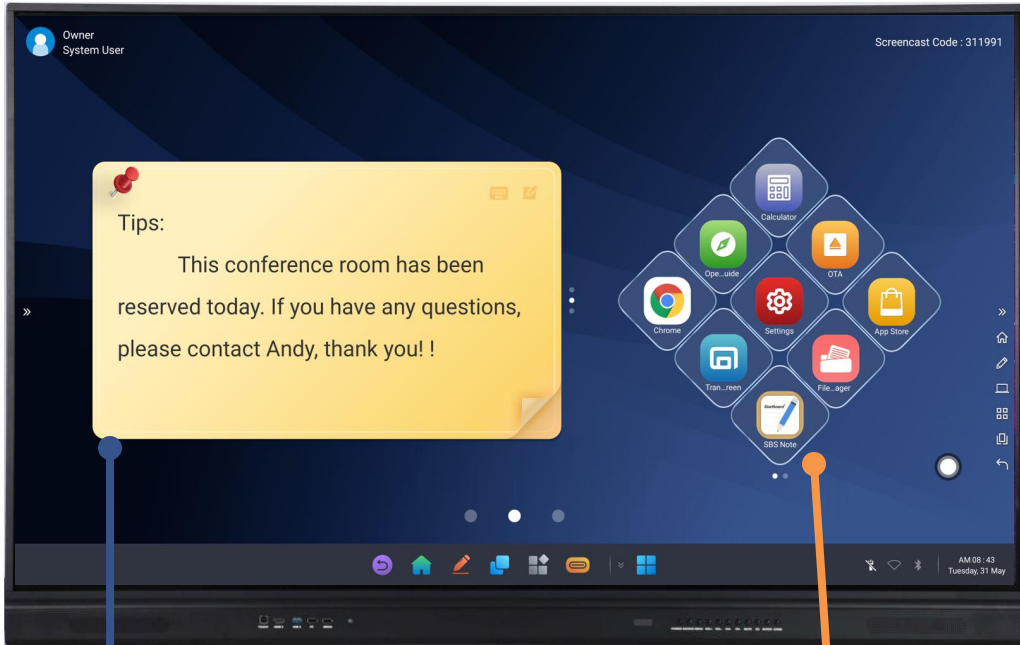 Owner
System User
Screencast Code : 311991
Tips:
This conference room has been
reserved today. If you have any questions,
please contact Andy, thank you! !
Calculator
Ope...uide
OTA
Chrome
Settings
App Store
Tran...reen
File...ager
StarBoard
SBS Note
AM 08 : 43
Tuesday, 31 May